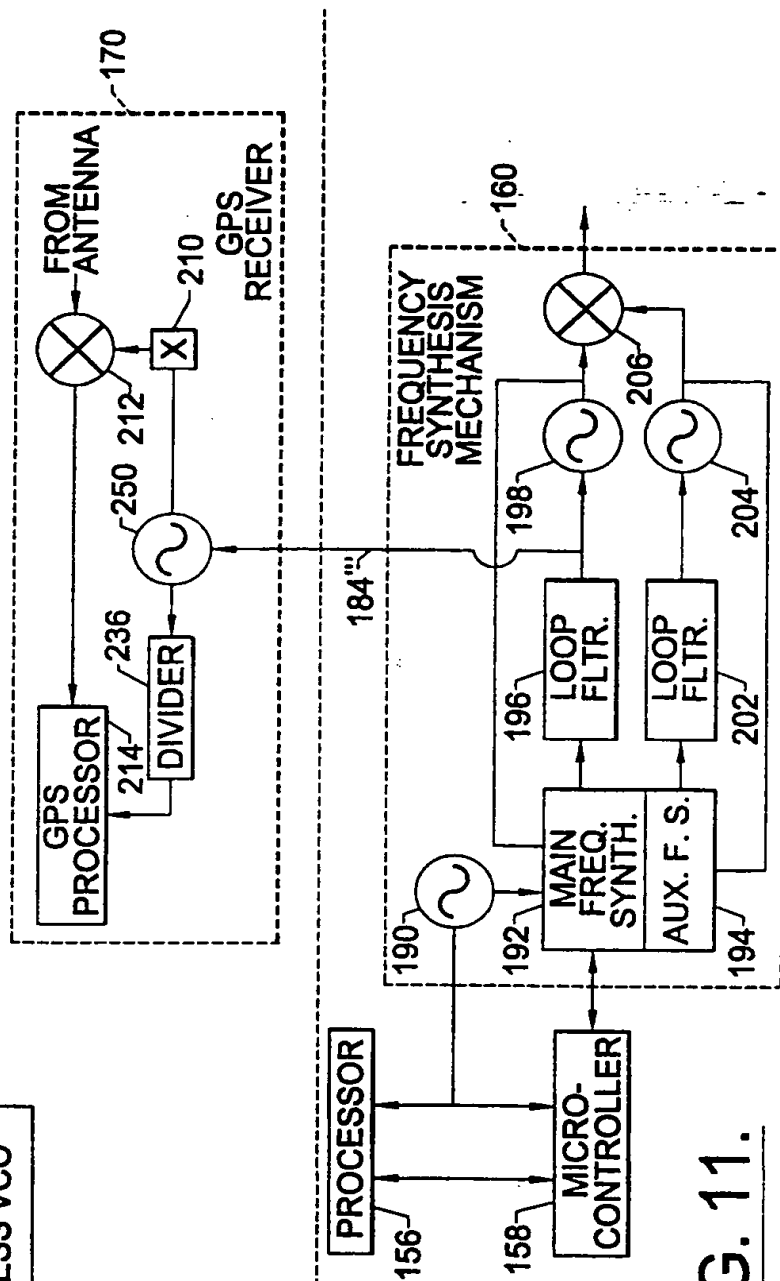 ESS VCO
170
FROM
ANTENNA
GPS
RECEIVER
210
212
250
236
DIVIDER
GPS
PROCESSOR
214
184'''
160
FREQUENCY
SYNTHESIS
MECHANISM
206
198
204
196
LOOP
FLTR.
LOOP
FLTR.
202
190
192
MAIN
FREQ.
SYNTH.
AUX. F. S.
194
PROCESSOR
156
158
MICRO-
CONTROLLER
G. 11.
X